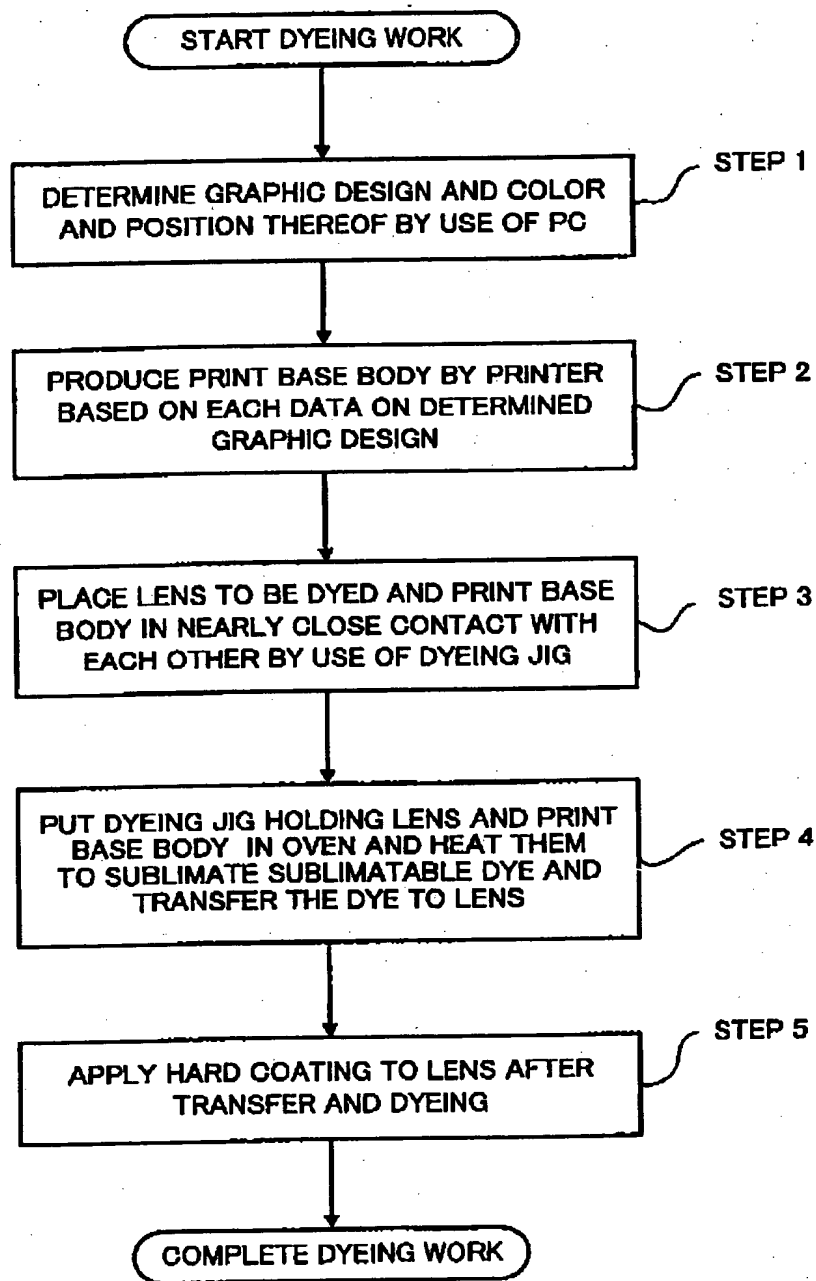 START DYEING WORK
STEP 1
DETERMINE GRAPHIC DESIGN AND COLOR
AND POSITION THEREOF BY USE OF PC
STEP 2
PRODUCE PRINT BASE BODY BY PRINTER
BASED ON EACH DATA ON DETERMINED
GRAPHIC DESIGN
STEP 3
PLACE LENS TO BE DYED AND PRINT BASE
BODY IN NEARLY CLOSE CONTACT WITH
EACH OTHER BY USE OF DYEING JIG
STEP 4
PUT DYEING JIG HOLDING LENS AND PRINT
BASE BODY IN OVEN AND HEAT THEM
TO SUBLIMATE SUBLIMATABLE DYE AND
TRANSFER THE DYE TO LENS
STEP 5
APPLY HARD COATING TO LENS AFTER
TRANSFER AND DYEING
COMPLETE DYEING WORK